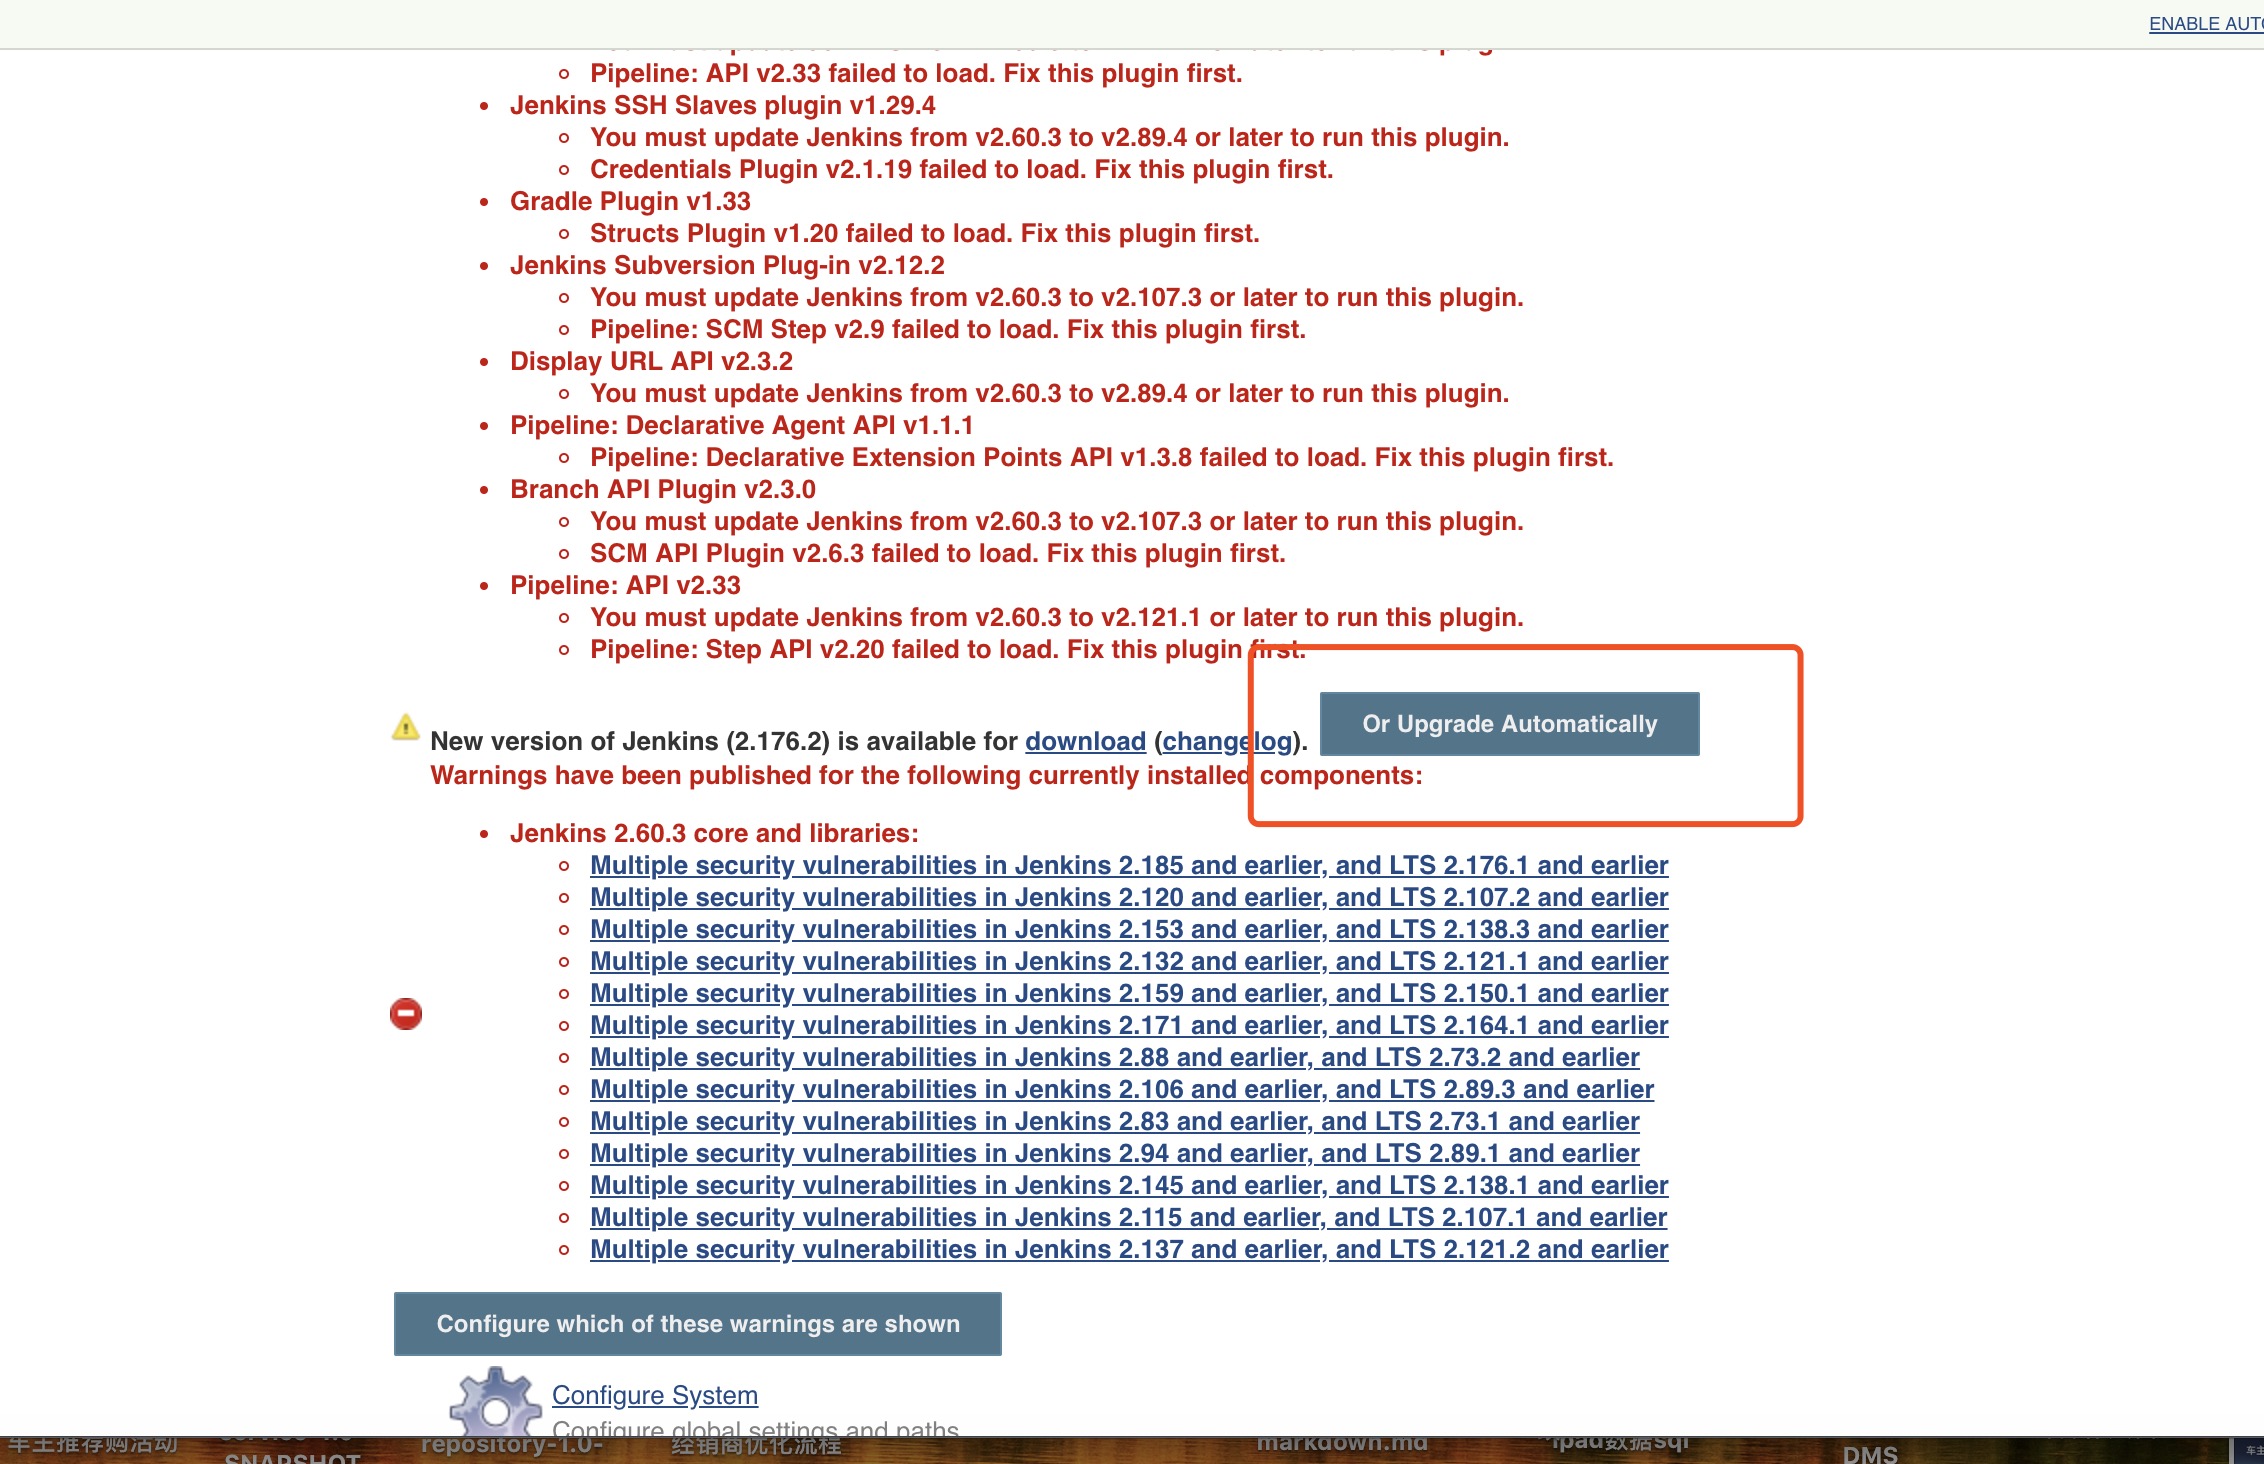 ENABLE AUTO
Pipeline: API v2.33 failed to load. Fix this plugin first.
Jenkins SSH Slaves plugin v1.29.4
You must update Jenkins from v2.60.3 to v2.89.4 or later to run this plugin.
Credentials Plugin v2.1.19 failed to load. Fix this plugin first.
Gradle Plugin v1.33
Structs Plugin v1.20 failed to load. Fix this plugin first.
Jenkins Subversion Plug-in v2.12.2
You must update Jenkins from v2.60.3 to v2.107.3 or later to run this plugin.
Pipeline: SCM Step v2.9 failed to load. Fix this plugin first.
Display URL API v2.3.2
You must update Jenkins from v2.60.3 to v2.89.4 or later to run this plugin.
Pipeline: Declarative Agent API v1.1.1
Pipeline: Declarative Extension Points API v1.3.8 failed to load. Fix this plugin first.
Branch API Plugin v2.3.0
You must update Jenkins from v2.60.3 to v2.107.3 or later to run this plugin.
SCM API Plugin v2.6.3 failed to load. Fix this plugin first.
Pipeline: API v2.33
You must update Jenkins from v2.60.3 to v2.121.1 or later to run this plugin.
Pipeline: Step API v2.20 failed to load. Fix this plugin first.
New version of Jenkins (2.176.2) is available for download (changelog). Or Upgrade Automatically
Warnings have been published for the following currently installed components:
Jenkins 2.60.3 core and libraries:
Multiple security vulnerabilities in Jenkins 2.185 and earlier, and LTS 2.176.1 and earlier
Multiple security vulnerabilities in Jenkins 2.120 and earlier, and LTS 2.107.2 and earlier
Multiple security vulnerabilities in Jenkins 2.153 and earlier, and LTS 2.138.3 and earlier
Multiple security vulnerabilities in Jenkins 2.132 and earlier, and LTS 2.121.1 and earlier
Multiple security vulnerabilities in Jenkins 2.159 and earlier, and LTS 2.150.1 and earlier
Multiple security vulnerabilities in Jenkins 2.171 and earlier, and LTS 2.164.1 and earlier
Multiple security vulnerabilities in Jenkins 2.88 and earlier, and LTS 2.73.2 and earlier
Multiple security vulnerabilities in Jenkins 2.106 and earlier, and LTS 2.89.3 and earlier
Multiple security vulnerabilities in Jenkins 2.83 and earlier, and LTS 2.73.1 and earlier
Multiple security vulnerabilities in Jenkins 2.94 and earlier, and LTS 2.89.1 and earlier
Multiple security vulnerabilities in Jenkins 2.145 and earlier, and LTS 2.138.1 and earlier
Multiple security vulnerabilities in Jenkins 2.115 and earlier, and LTS 2.107.1 and earlier
Multiple security vulnerabilities in Jenkins 2.137 and earlier, and LTS 2.121.2 and earlier
Configure which of these warnings are shown
Configure System
Configure global settings and paths
车主推荐购活动 repository-1.0- 经销商优化流程 markdown.md ipad数据sql
SNAPSHOT DMS